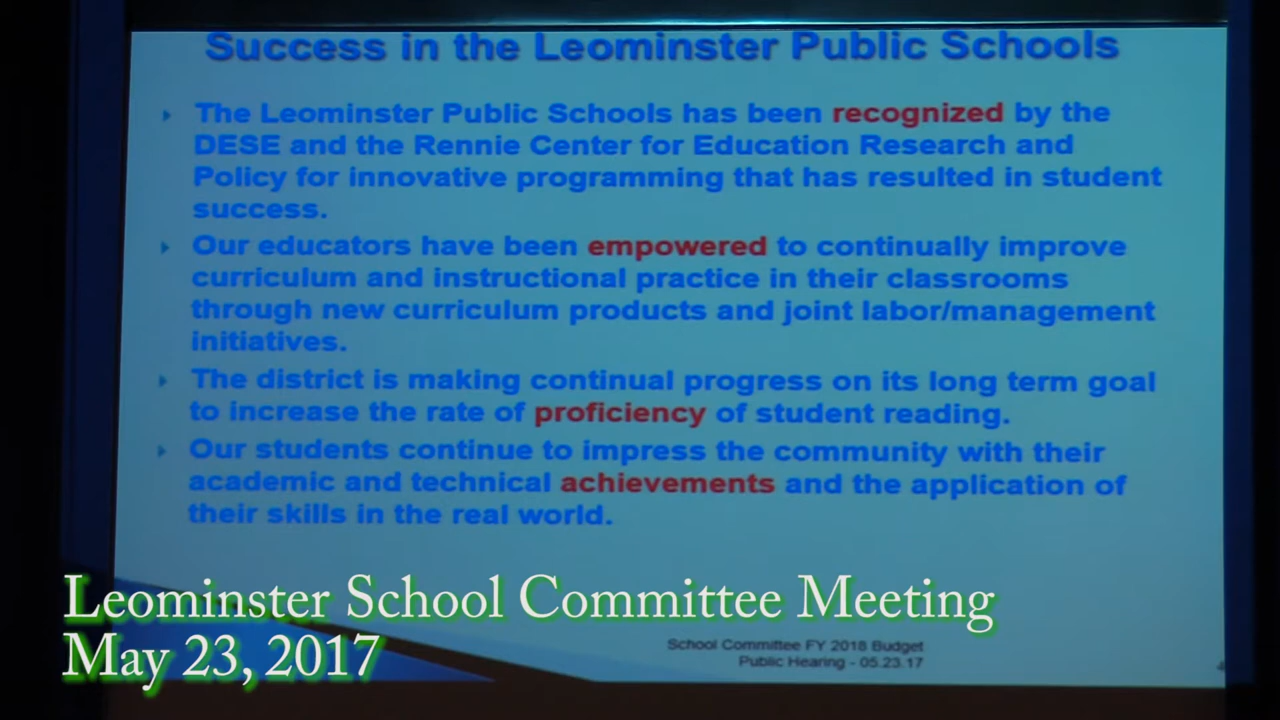 Success in the Leominster Public Schools
The Leominster Public Schools has been recognized by the
DESE and the Rennie Center for Education Research and
Policy for innovative programming that has resulted in student
success.
Our educators have been empowered to continually improve
curriculum and instructional practice in their classrooms
through new curriculum products and joint labor/management
initiatives.
The district is making continual progress on its long term goal
to increase the rate of proficiency of student reading.
Our students continue to impress the community with their
academic and technical achievements and the application of
their skills in the real world.
Leominster School Committee Meeting
May 23, 2017
School Committee FY 2018 Budget
Public Hearing - 05.23.17